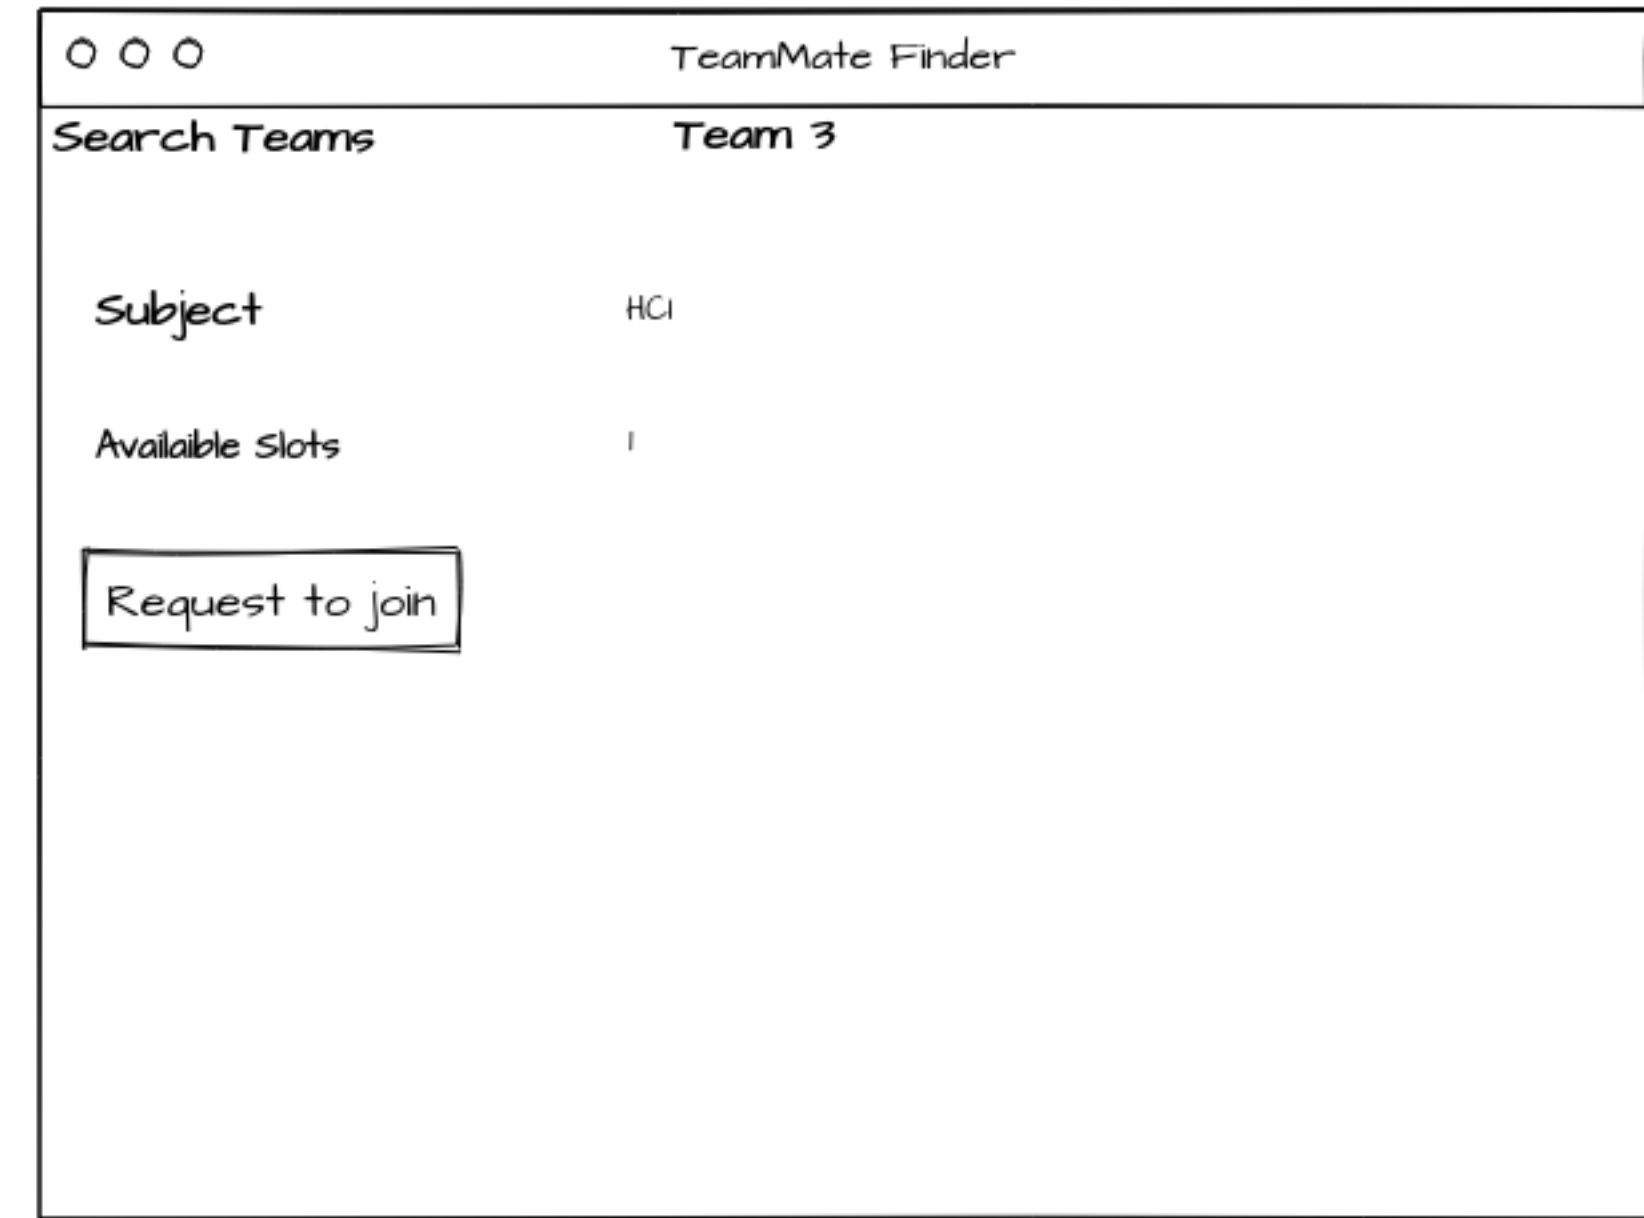 TeamMate Finder
Search Teams
Team 3
Subject
HCI
Availaible Slots
1
Request to join